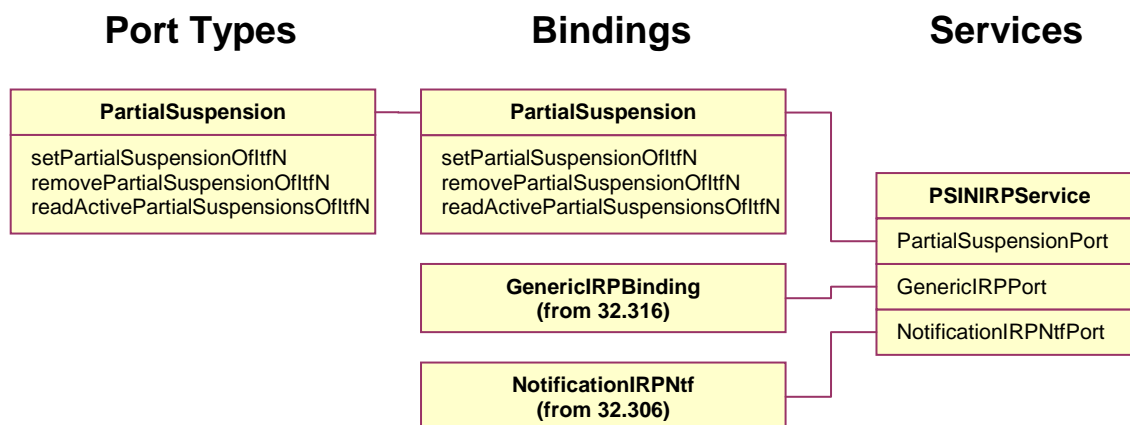 Port Types
Bindings
Services
PartialSuspension
setPartialSuspensionOfItfN
removePartialSuspensionOfItfN
readActivePartialSuspensionsOfItfN
PartialSuspension
setPartialSuspensionOfItfN
removePartialSuspensionOfItfN
readActivePartialSuspensionsOfItfN
GenericIRPBinding
(from 32.316)
NotificationIRPNtf
(from 32.306)
PSINIRPService
PartialSuspensionPort
GenericIRPPort
NotificationIRPNtfPort